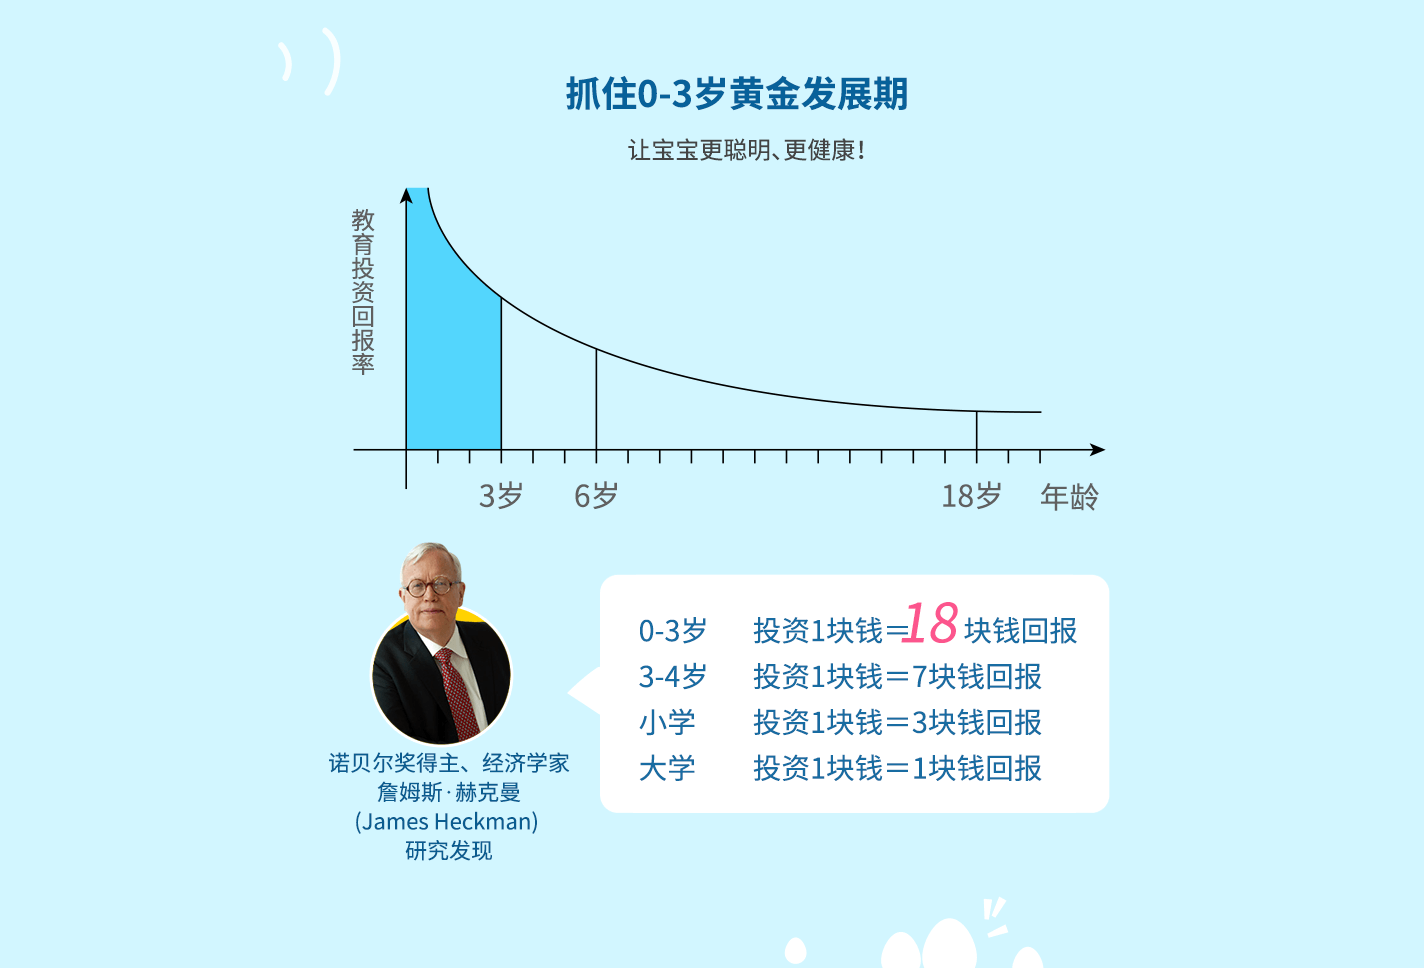 抓住0-3岁黄金发展期
让宝宝更聪明、更健康!
教育投资回报率
3岁
6岁
18岁
年龄
0-3岁 投资1块钱=18块钱回报
3-4岁 投资1块钱=7块钱回报
小学 投资1块钱=3块钱回报
大学 投资1块钱=1块钱回报
诺贝尔奖得主、经济学家
詹姆斯·赫克曼
(James Heckman)
研究发现